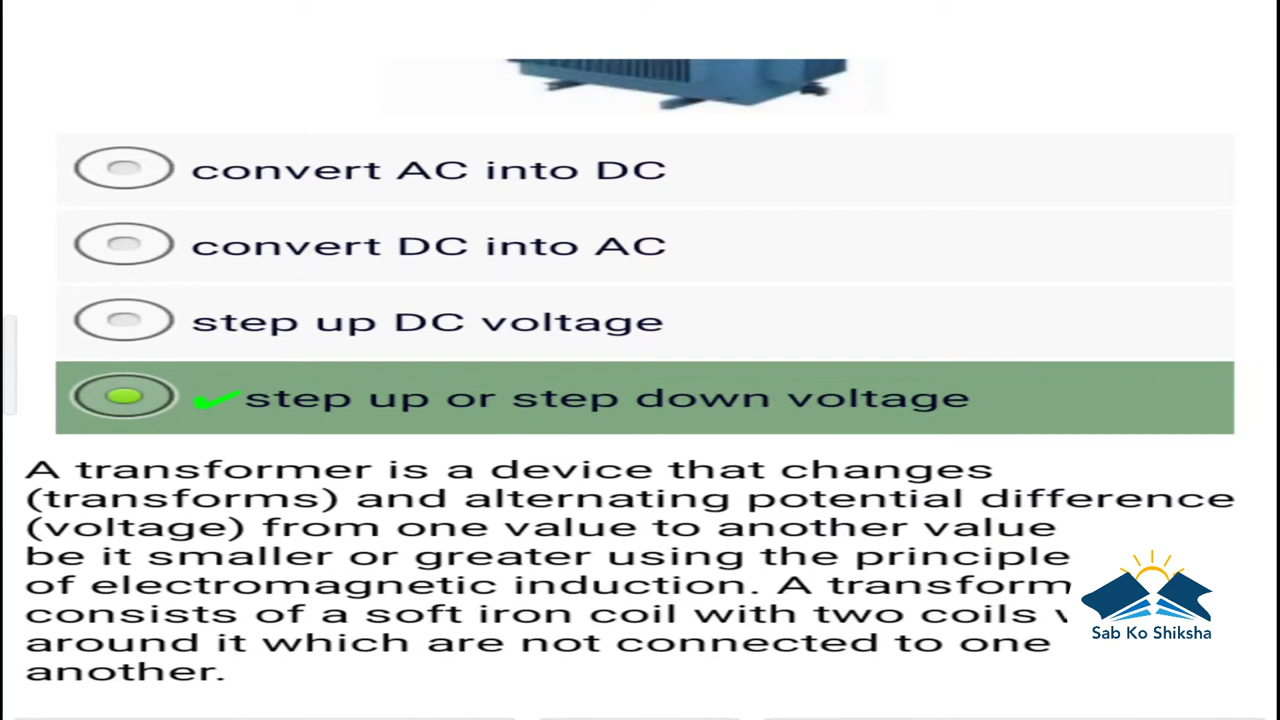 convert AC into DC
convert DC into AC
step up DC voltage
step up or step down voltage
A transformer is a device that changes
(transforms) and alternating potential difference
(voltage) from one value to another value
be it smaller or greater using the principle
of electromagnetic induction. A transform
consists of a soft iron coil with two coils
around it which are not connected to one
another.
Sab Ko Shiksha